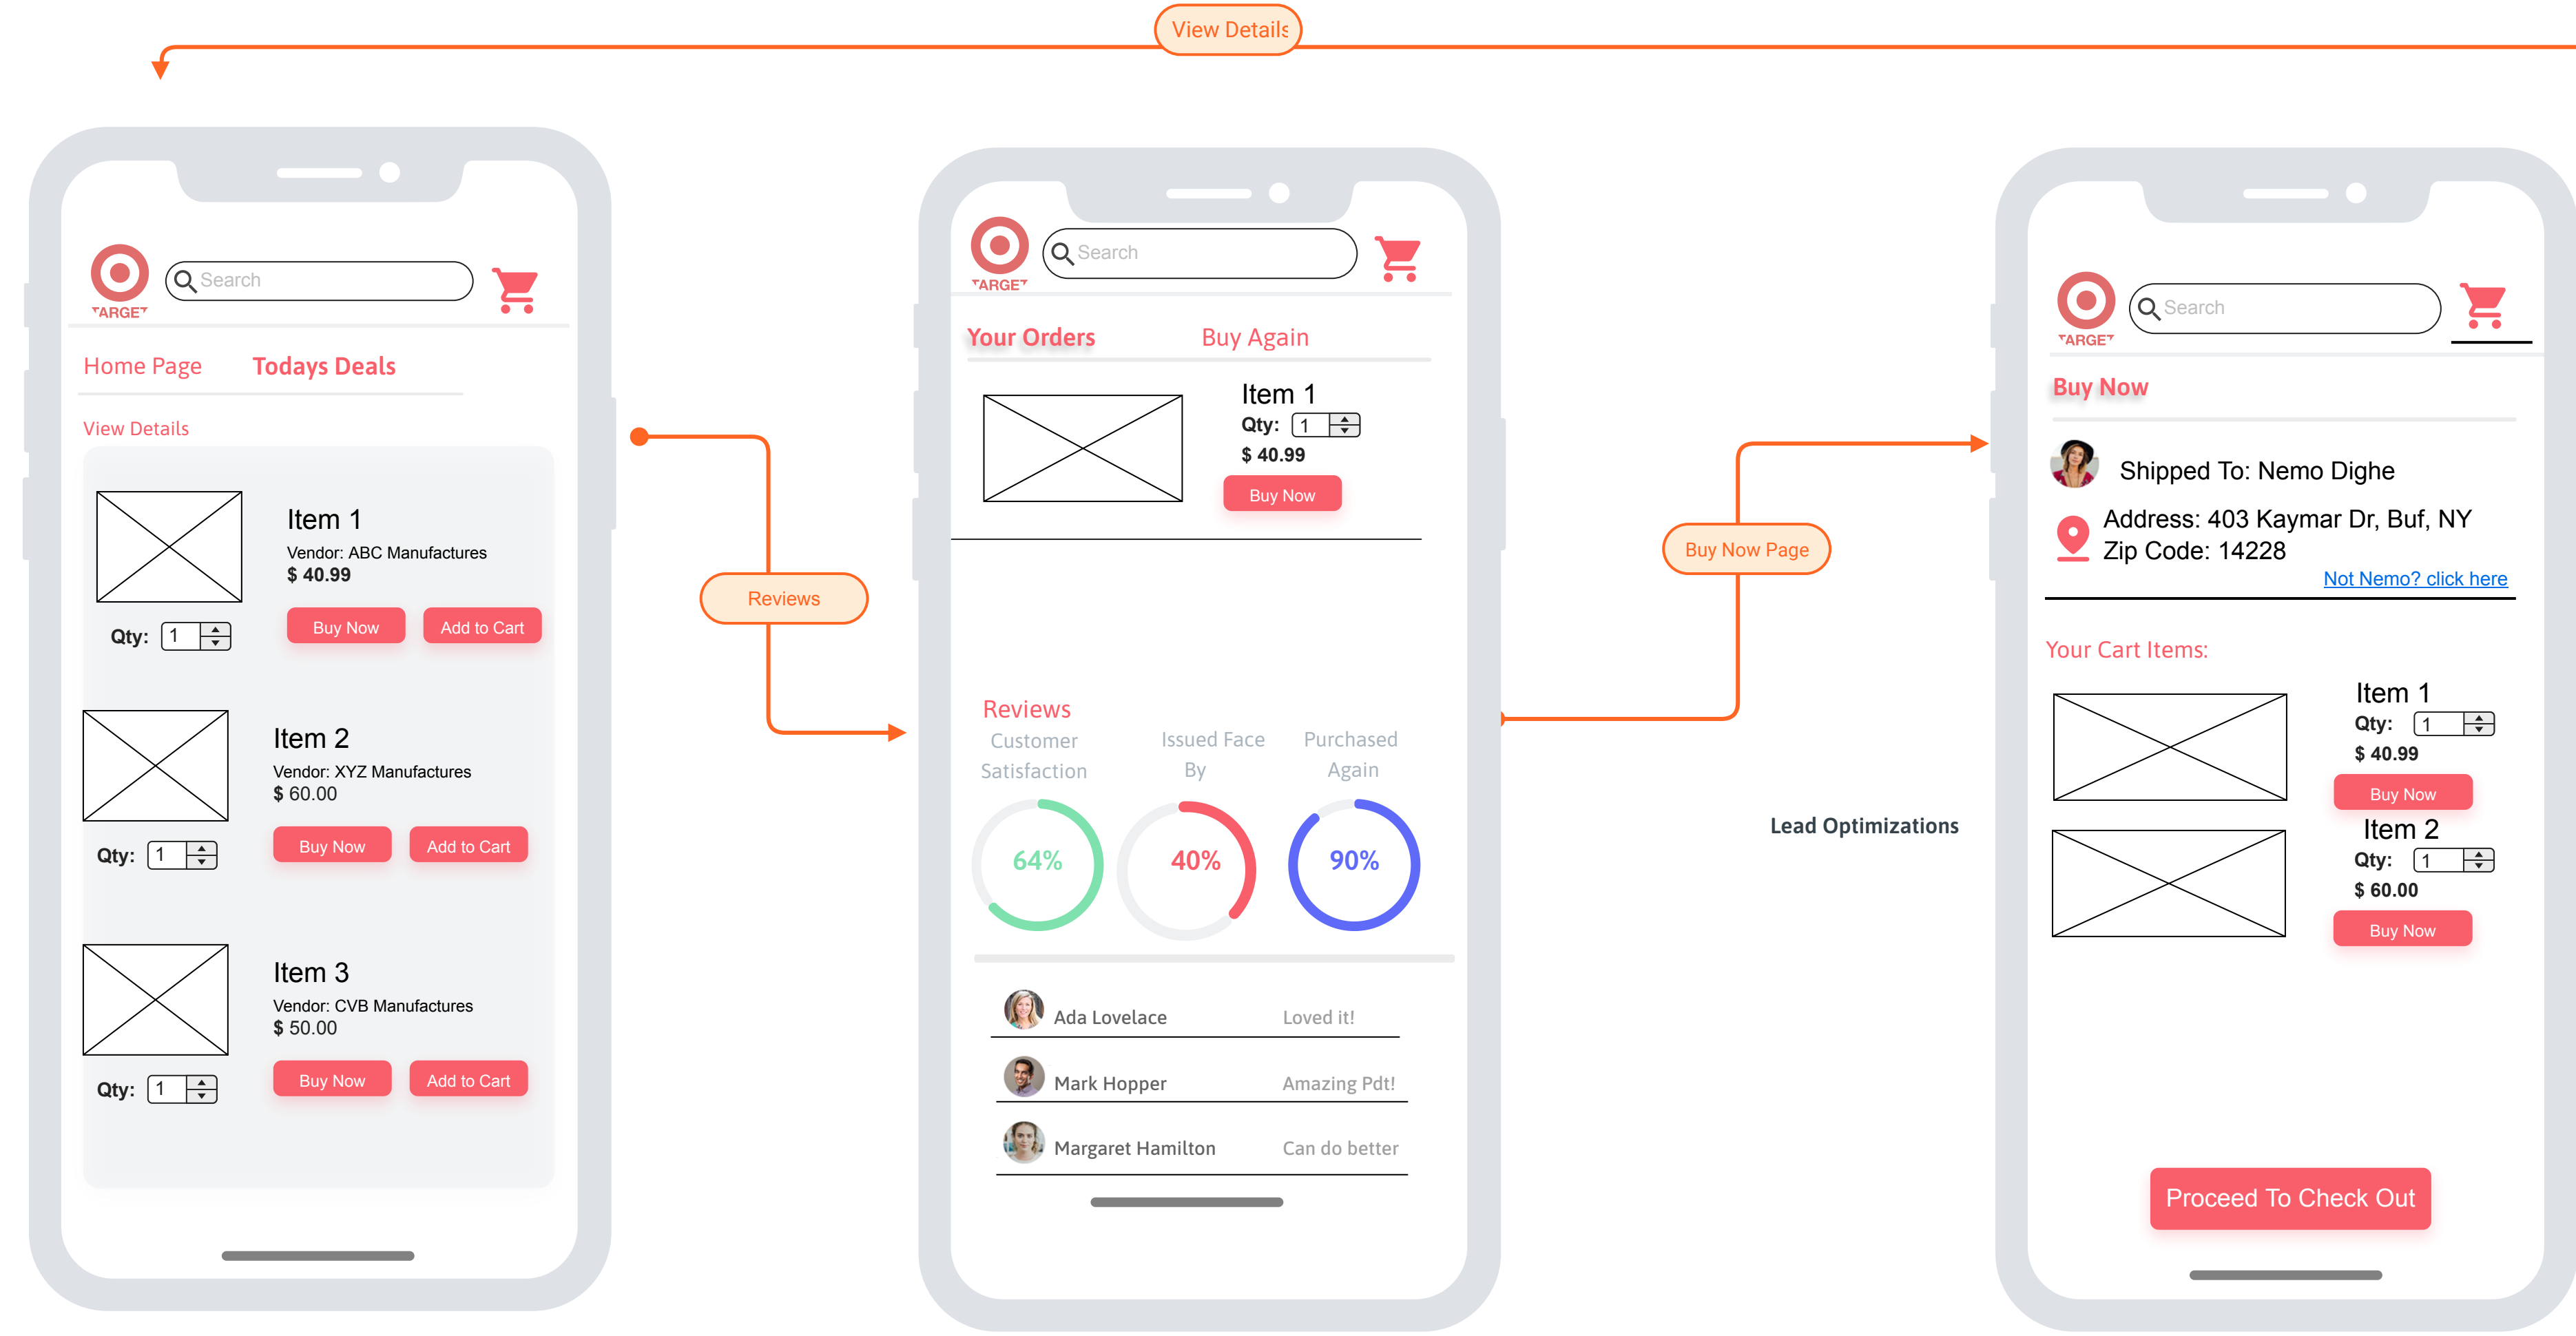 View Details
TARGET
Search
Home Page
Todays Deals
View Details
Item 1
Vendor: ABC Manufactures
$ 40.99
Qty: 1
Buy Now
Add to Cart
Item 2
Vendor: XYZ Manufactures
$ 60.00
Qty: 1
Buy Now
Add to Cart
Item 3
Vendor: CVB Manufactures
$ 50.00
Qty: 1
Buy Now
Add to Cart
Reviews
TARGET
Search
Your Orders
Buy Again
Item 1
Qty: 1
$ 40.99
Buy Now
Reviews
Customer
Satisfaction
Issued Face
By
Purchased
Again
64%
40%
90%
Ada Lovelace
Loved it!
Mark Hopper
Amazing Pdt!
Margaret Hamilton
Can do better
Buy Now Page
Lead Optimizations
TARGET
Search
Buy Now
Shipped To: Nemo Dighe
Address: 403 Kaymar Dr, Buf, NY
Zip Code: 14228
Not Nemo? click here
Your Cart Items:
Item 1
Qty: 1
$ 40.99
Buy Now
Item 2
Qty: 1
$ 60.00
Buy Now
Proceed To Check Out